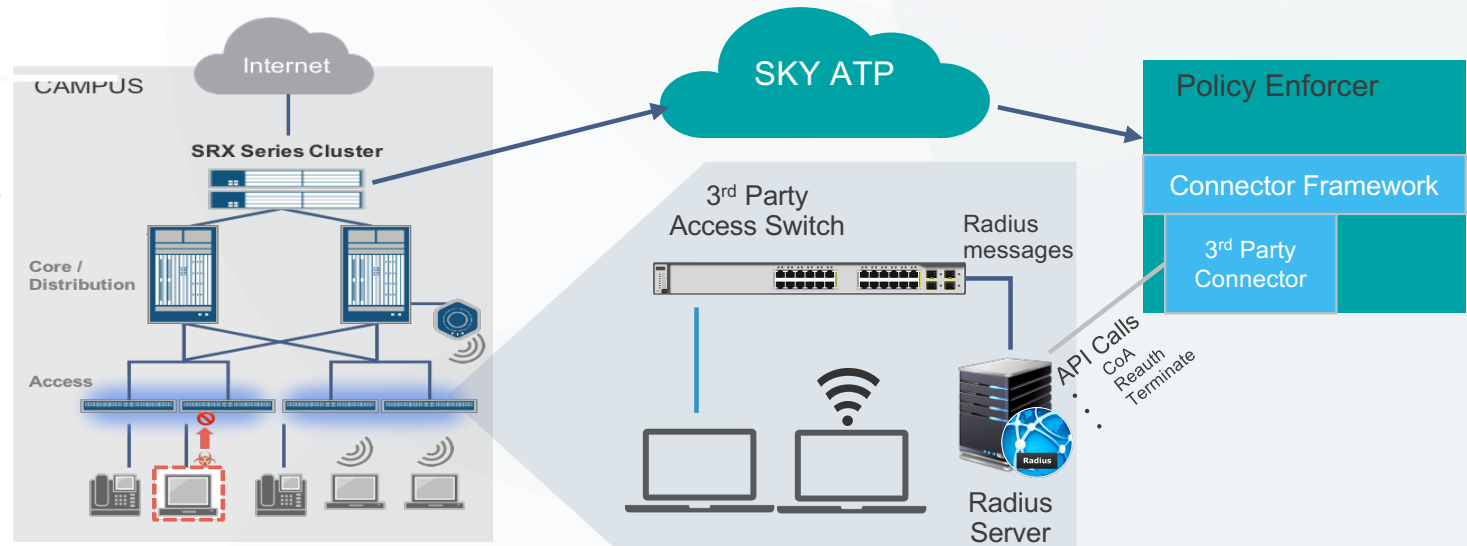 Internet
CAMPUS
SRX Series Cluster
Core /
Distribution
Access
SKY ATP
3rd Party
Access Switch
Radius
messages
Radius
Radius
Server
API Calls
CoA
Reauth
Terminate
. . .
Policy Enforcer
Connector Framework
3rd Party
Connector